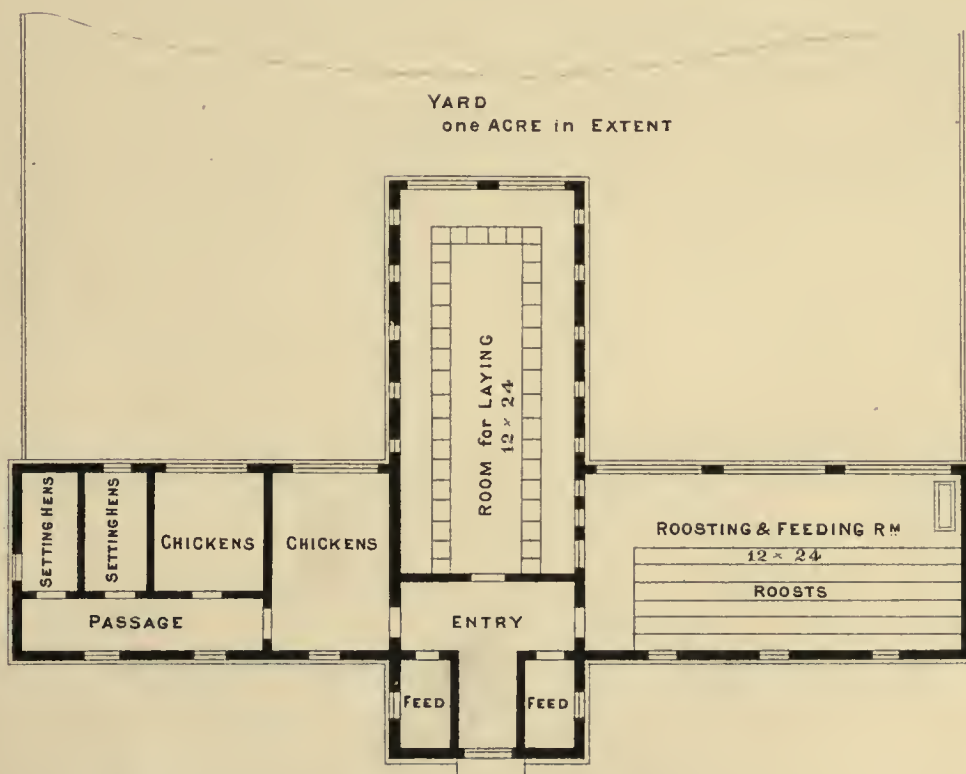 YARD
one ACRE in EXTENT
ROOM for LAYING
12 × 24
SETTING HENS
SETTING HENS
CHICKENS
CHICKENS
ROOSTING & FEEDING RM
12 × 24
ROOSTS
PASSAGE
ENTRY
FEED
FEED